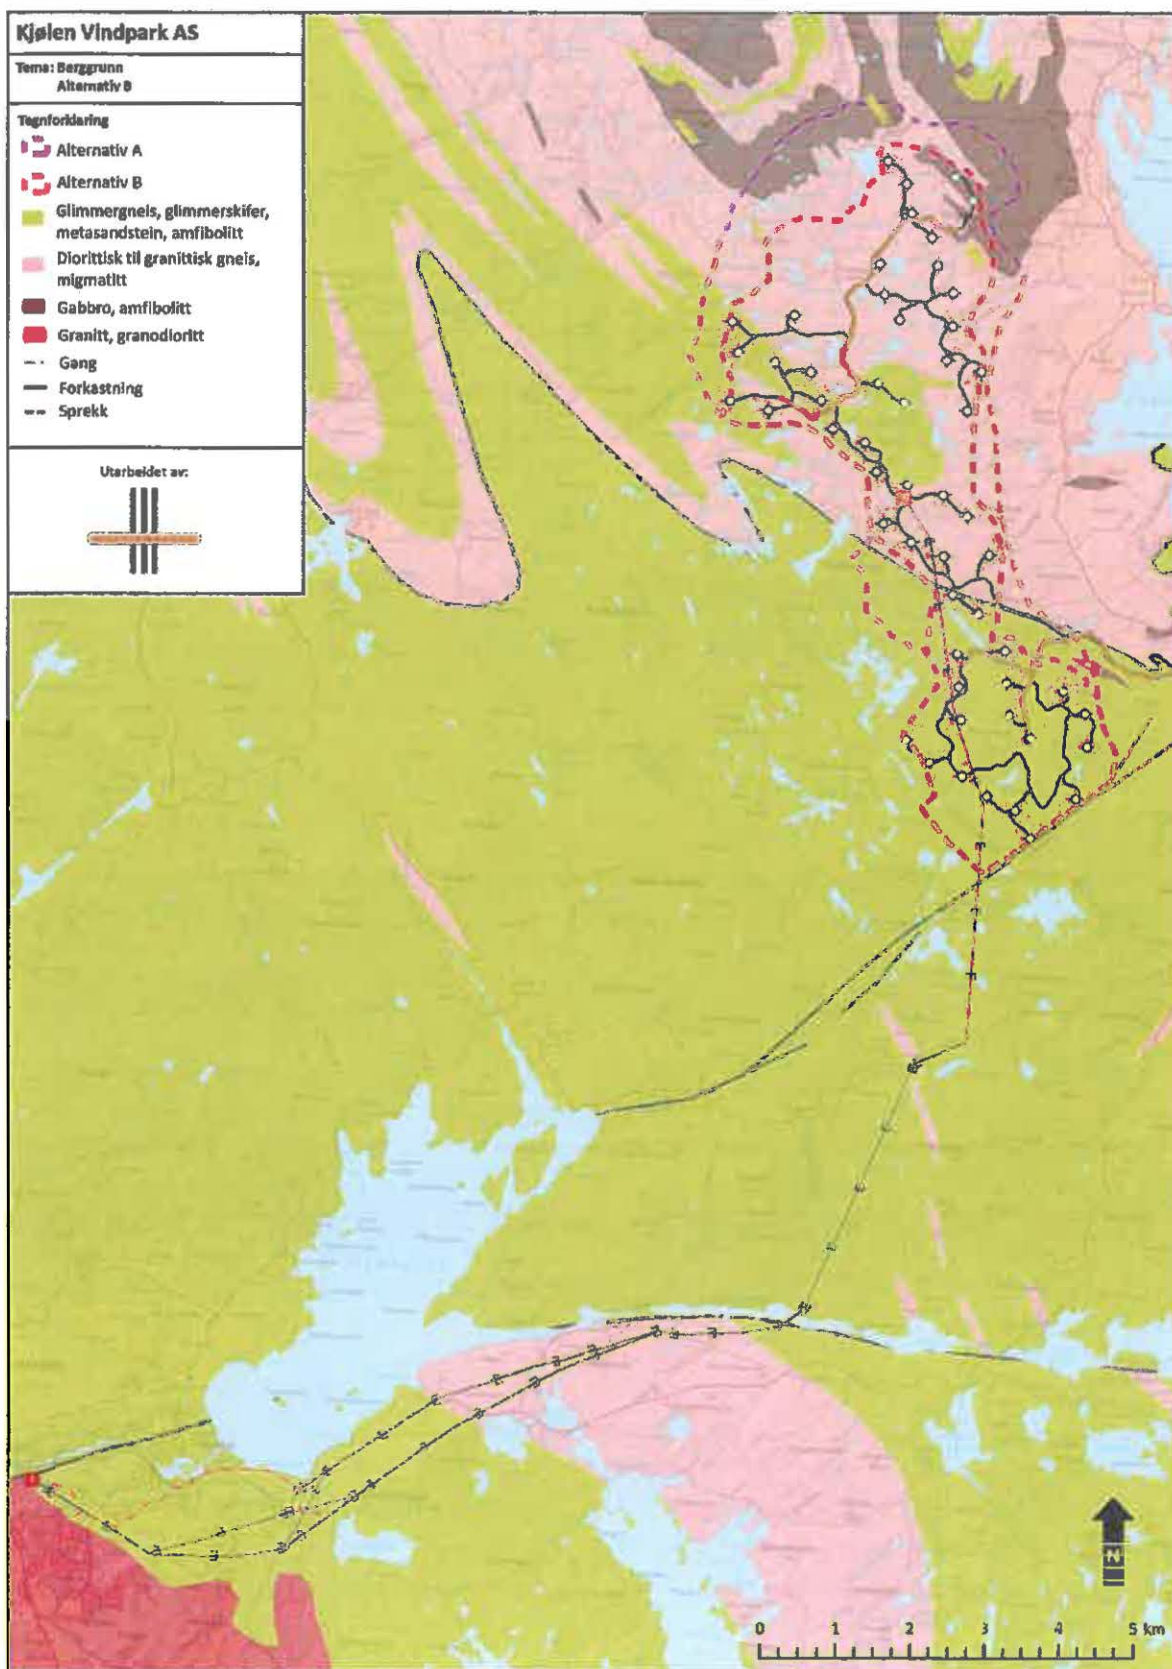 Kjølen Vindpark AS
Tema: Berggrunn
Alternativ B
Tegnforklaring
Alternativ A
Alternativ B
Glimmergneis, glimmerskifer,
metasandstein, amfibolitt
Diorittisk til granittisk gneis,
migmatitt
Gabbro, amfibolitt
Granitt, granodioritt
Gang
Forkastning
Sprekk
Utarbeidet av:
N
0 1 2 3 4 5 km